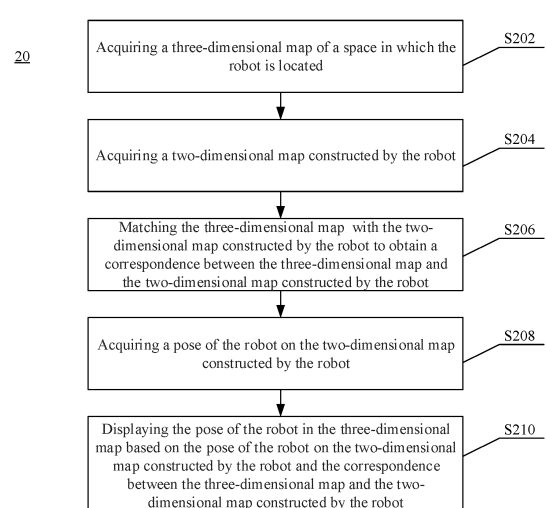 20
Acquiring a three-dimensional map of a space in which the
robot is located
S202
Acquiring a two-dimensional map constructed by the robot
S204
Matching the three-dimensional map with the two-
dimensional map constructed by the robot to obtain a
correspondence between the three-dimensional map and
the two-dimensional map constructed by the robot
S206
Acquiring a pose of the robot on the two-dimensional map
constructed by the robot
S208
Displaying the pose of the robot in the three-dimensional
map based on the pose of the robot on the two-dimensional
map constructed by the robot and the correspondence
between the three-dimensional map and the two-
dimensional map constructed by the robot
S210